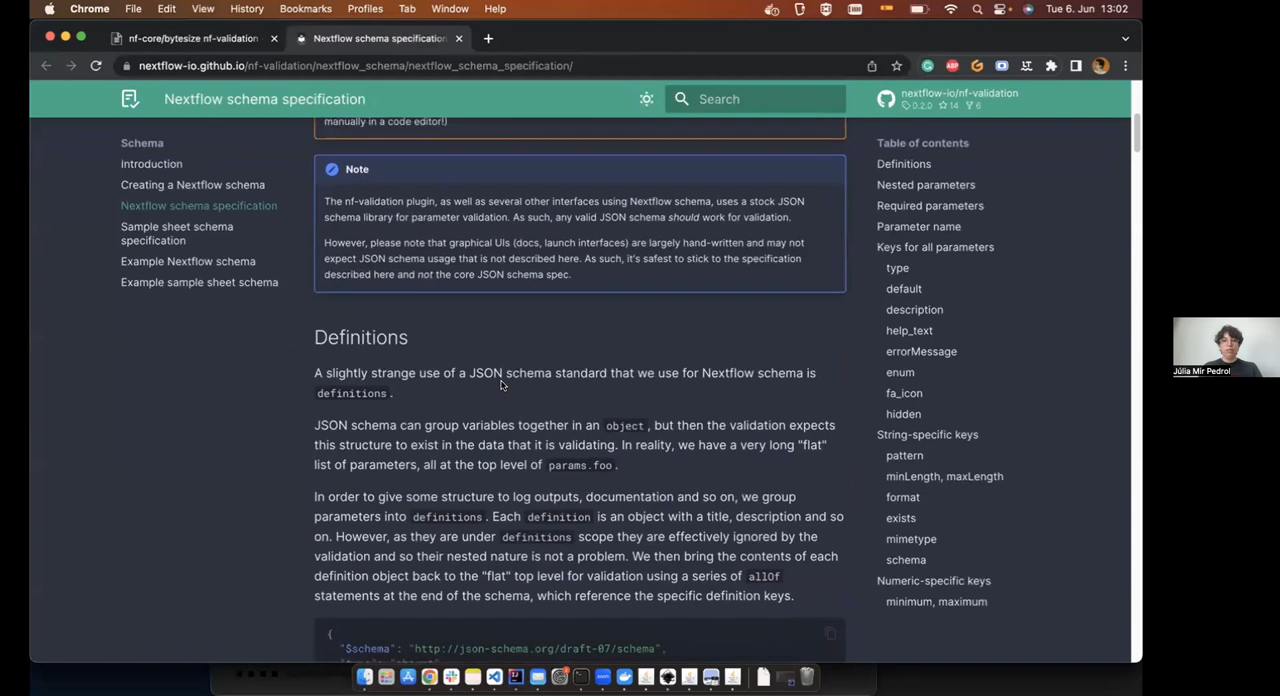 Chrome File Edit View History Bookmarks Profiles Tab Window Help Tue 6. Jun 13:02
nf-core/bytesize nf-validation
Nextflow schema specification
nextflow-io.github.io/nf-validation/nextflow_schema/nextflow_schema_specification/
Nextflow schema specification
Search
nextflow-io/nf-validation
0.2.0 14 6
Schema
Introduction
Creating a Nextflow schema
Nextflow schema specification
Sample sheet schema
specification
Example Nextflow schema
Example sample sheet schema
manually in a code editor!)
Note
The nf-validation plugin, as well as several other interfaces using Nextflow schema, uses a stock JSON
schema library for parameter validation. As such, any valid JSON schema should work for validation.
However, please note that graphical UIs (docs, launch interfaces) are largely hand-written and may not
expect JSON schema usage that is not described here. As such, it's safest to stick to the specification
described here and not the core JSON schema spec.
Definitions
A slightly strange use of a JSON schema standard that we use for Nextflow schema is
definitions.
JSON schema can group variables together in an object, but then the validation expects
this structure to exist in the data that it is validating. In reality, we have a very long "flat"
list of parameters, all at the top level of params.foo.
In order to give some structure to log outputs, documentation and so on, we group
parameters into definitions. Each definition is an object with a title, description and so
on. However, as they are under definitions scope they are effectively ignored by the
validation and so their nested nature is not a problem. We then bring the contents of each
definition object back to the "flat" top level for validation using a series of allOf
statements at the end of the schema, which reference the specific definition keys.
{
"$schema": "http://json-schema.org/draft-07/schema",
Table of contents
Definitions
Nested parameters
Required parameters
Parameter name
Keys for all parameters
type
default
description
help_text
errorMessage
enum
fa_icon
hidden
String-specific keys
pattern
minLength, maxLength
format
exists
mimetype
schema
Numeric-specific keys
minimum, maximum
Júlia Mir Pedrol